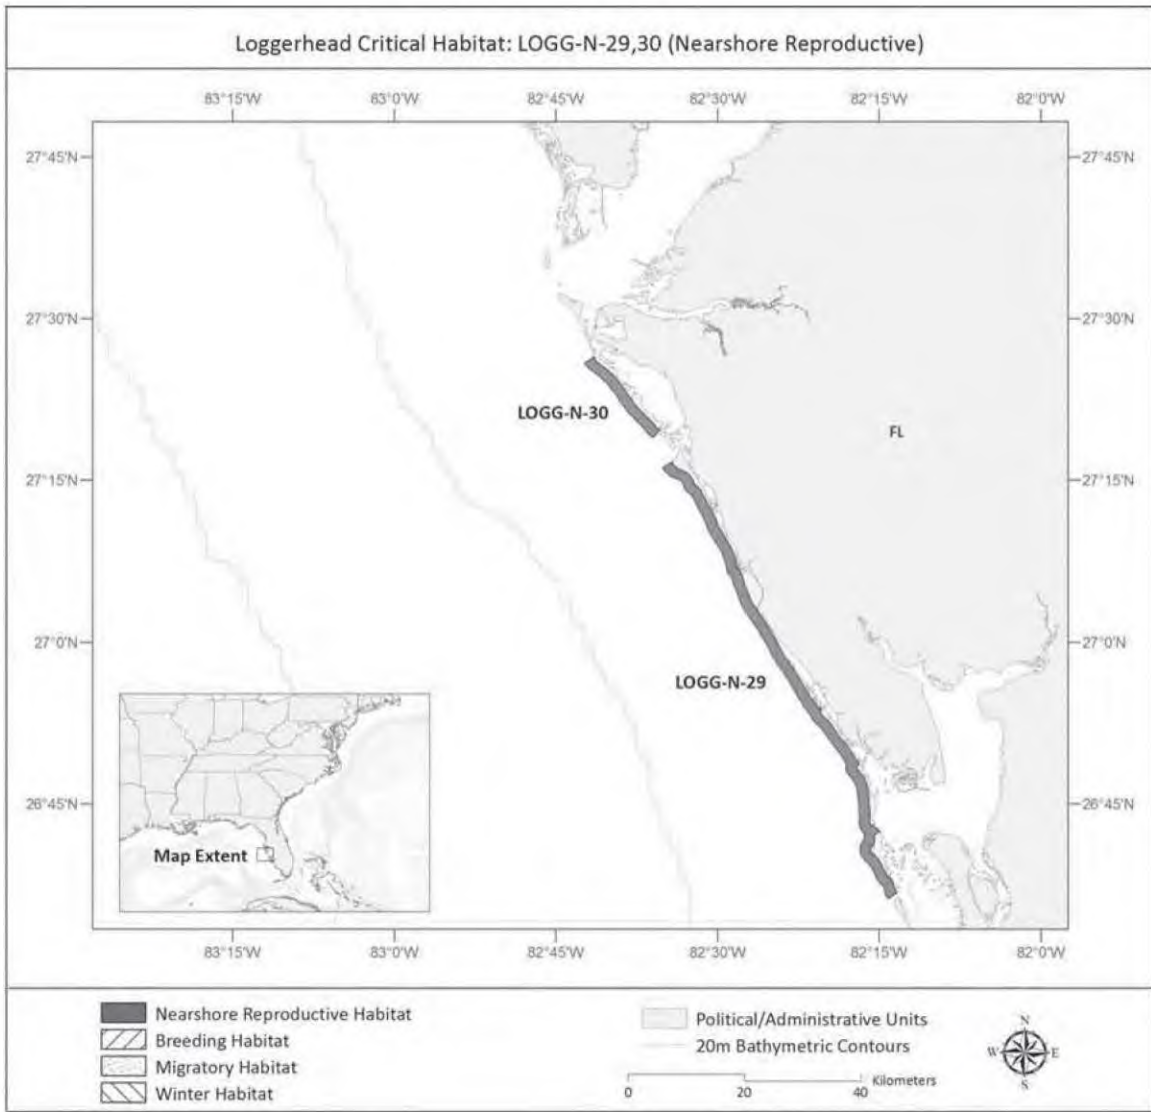 Loggerhead Critical Habitat: LOGG-N-29,30 (Nearshore Reproductive)
83°15'W 83°0'W 82°45'W 82°30'W 82°15'W 82°0'W
27°45'N 27°45'N
27°30'N 27°30'N
LOGG-N-30
FL
27°15'N 27°15'N
27°0'N 27°0'N
LOGG-N-29
26°45'N 26°45'N
Map Extent
83°15'W 83°0'W 82°45'W 82°30'W 82°15'W 82°0'W
Nearshore Reproductive Habitat
Breeding Habitat
Migratory Habitat
Winter Habitat
Political/Administrative Units
20m Bathymetric Contours
Kilometers
0 20 40
N
W E
S